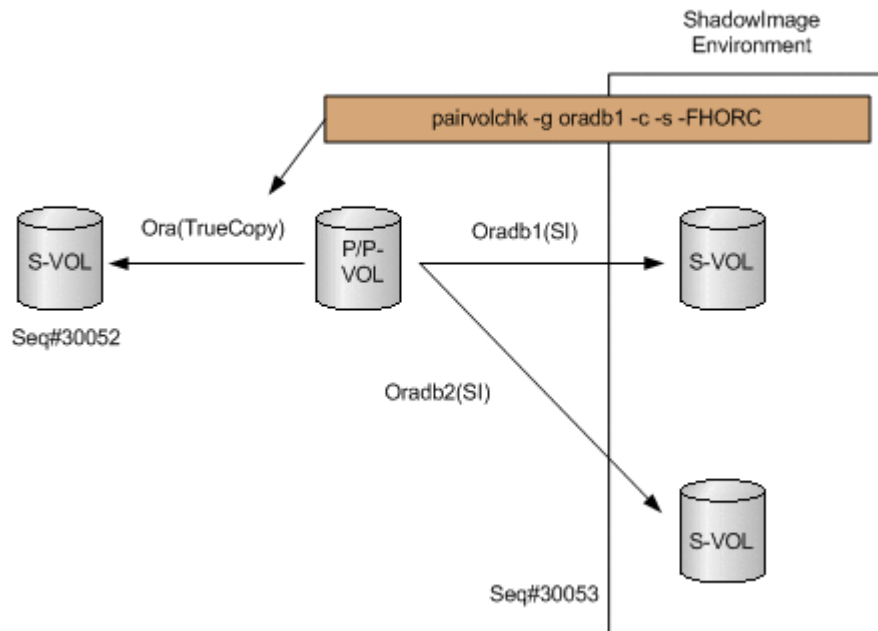 ShadowImage
Environment
pairvolchk -g oradb1 -c -s -FHORC
Ora(TrueCopy)
Oradb1(SI)
S-VOL
P/P-
VOL
S-VOL
Seq#30052
Oradb2(SI)
S-VOL
Seq#30053